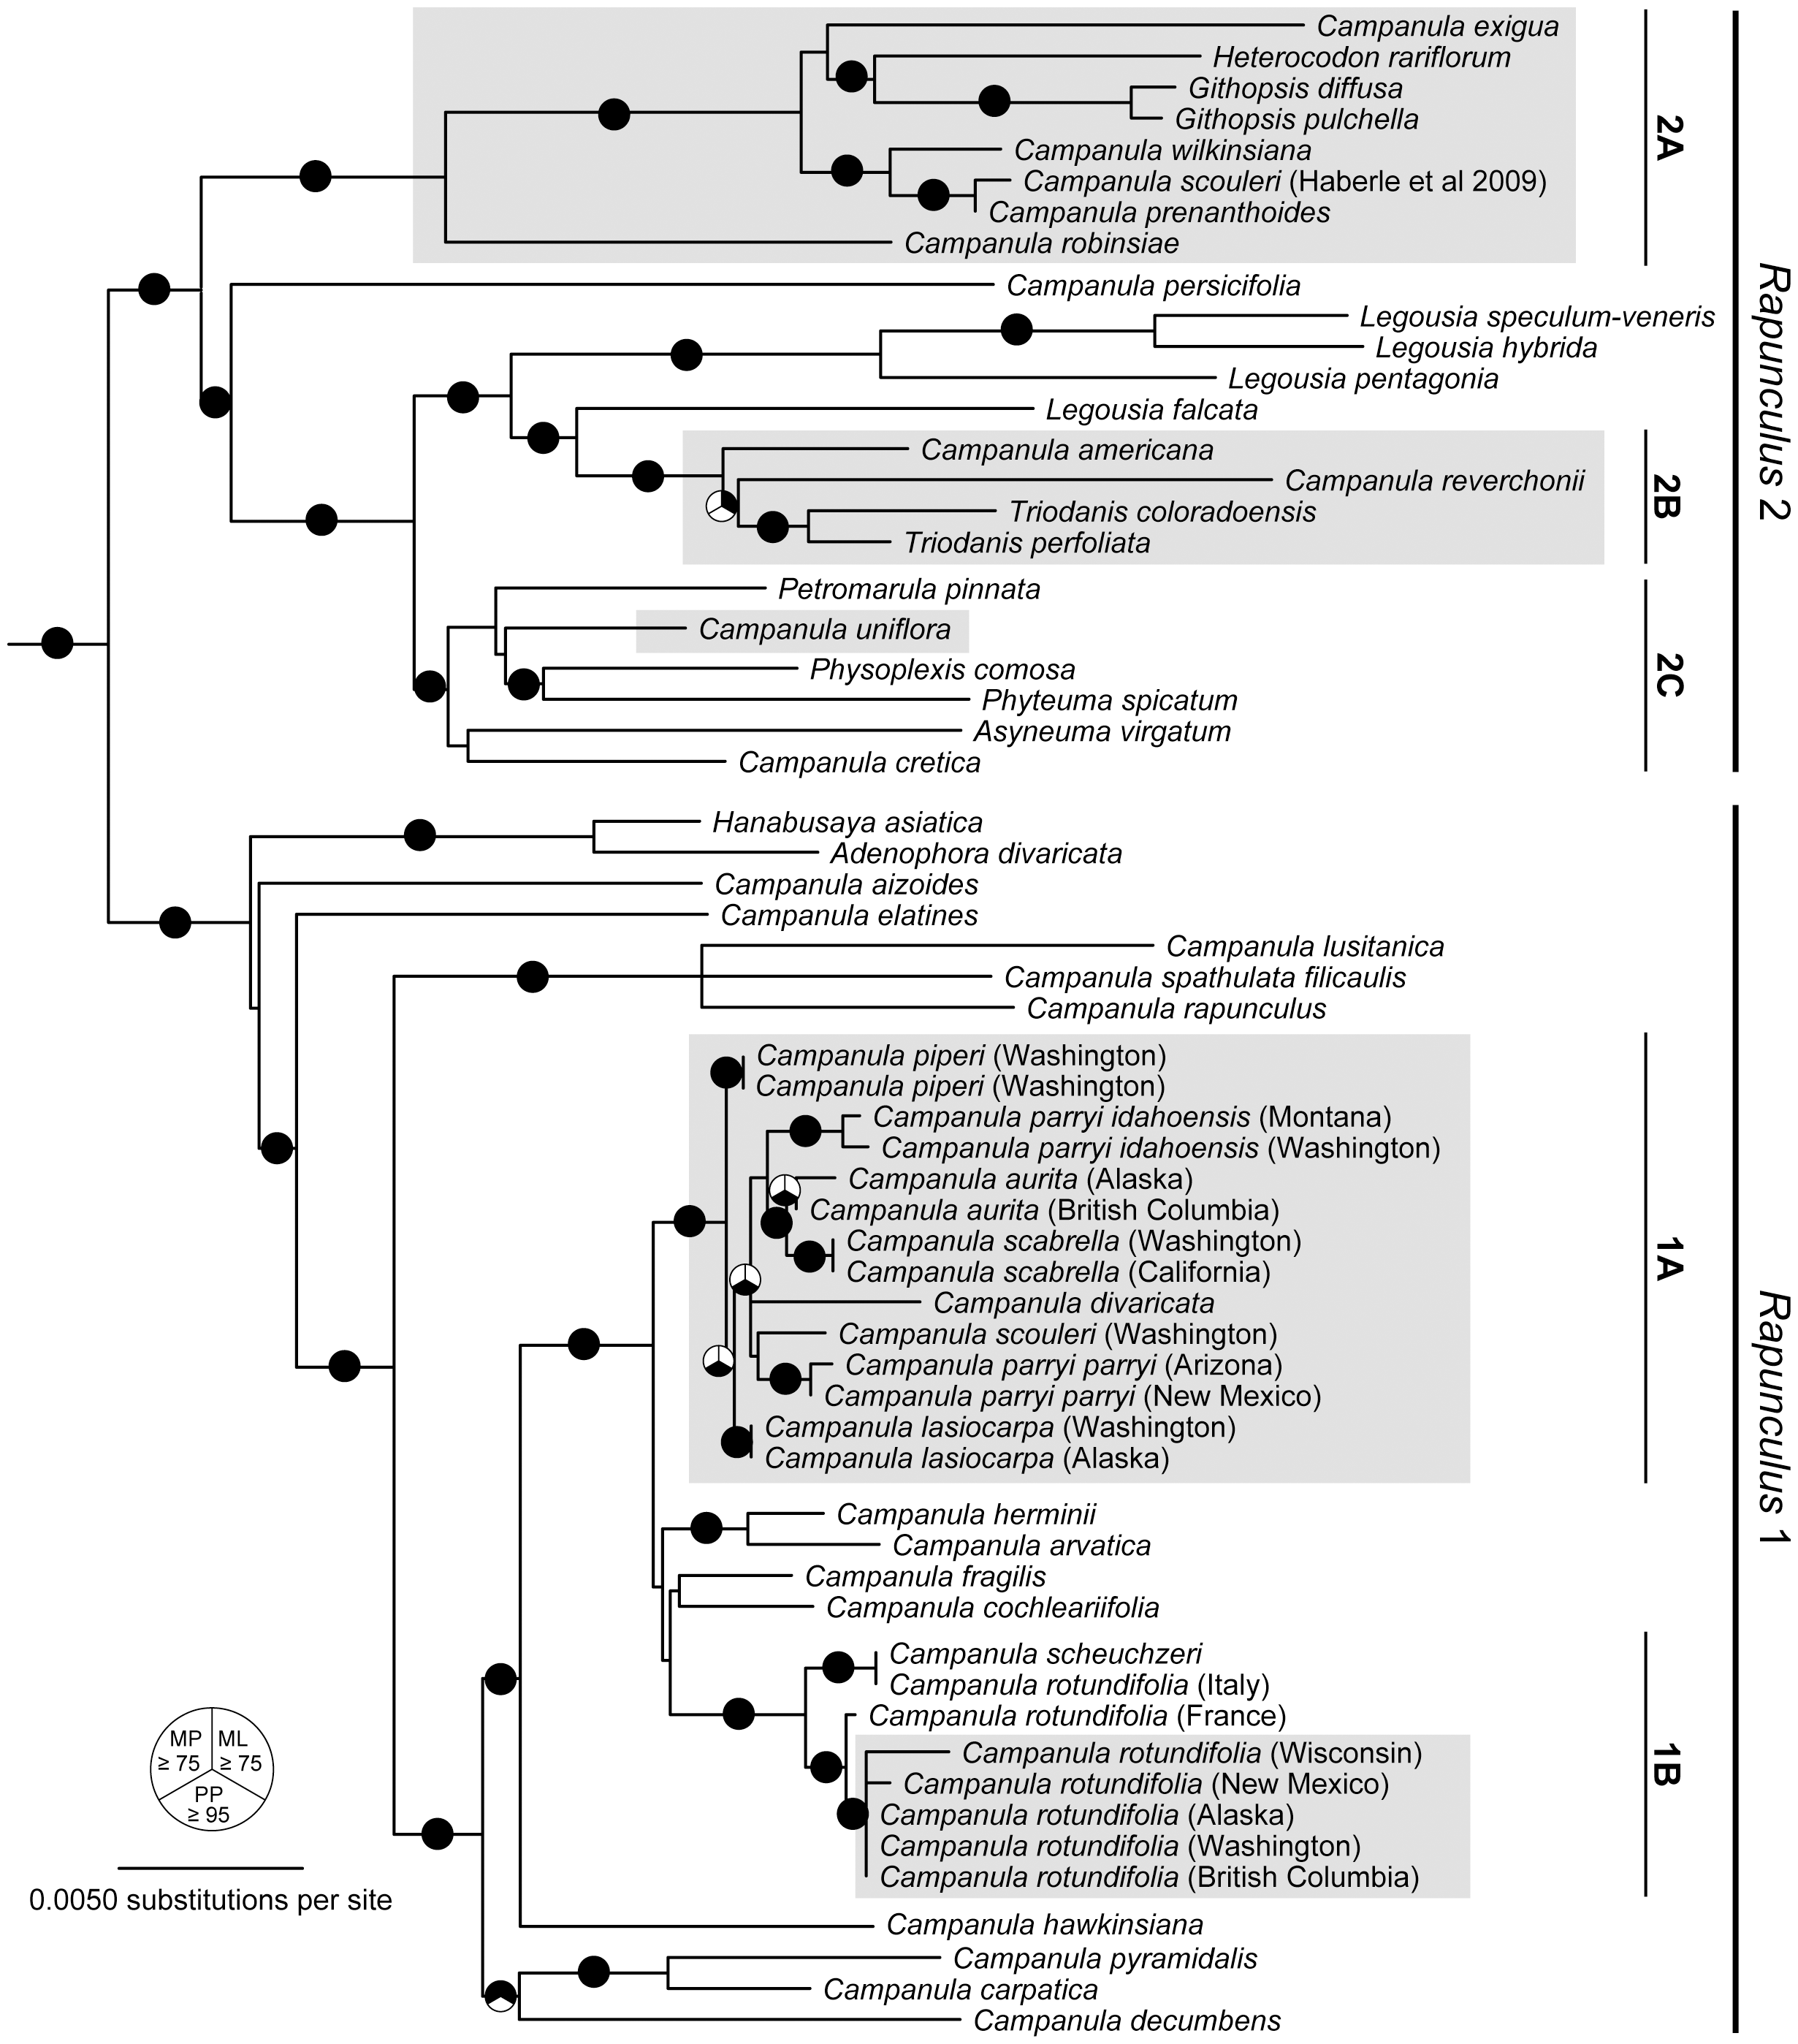 Campanula exigua
Heterocodon rariflorum
Githopsis diffusa
Githopsis pulchella
Campanula wilkinsiana
Campanula scouleri (Haberle et al 2009)
Campanula prenanthoides
Campanula robinsiae
2A
Campanula persicifolia
Legousia speculum-veneris
Legousia hybrida
Legousia pentagonia
Legousia falcata
Campanula americana
Campanula reverchonii
Triodanis coloradoensis
Triodanis perfoliata
2B
Rapunculus 2
Petromarula pinnata
Campanula uniflora
Physoplexis comosa
Phyteuma spicatum
Asyneuma virgatum
Campanula cretica
2C
Hanabusaya asiatica
Adenophora divaricata
Campanula aizoides
Campanula elatines
Campanula lusitanica
Campanula spathulata filicaulis
Campanula rapunculus
Campanula piperi (Washington)
Campanula piperi (Washington)
Campanula parryi idahoensis (Montana)
Campanula parryi idahoensis (Washington)
Campanula aurita (Alaska)
Campanula aurita (British Columbia)
Campanula scabrella (Washington)
Campanula scabrella (California)
Campanula divaricata
Campanula scouleri (Washington)
Campanula parryi parryi (Arizona)
Campanula parryi parryi (New Mexico)
Campanula lasiocarpa (Washington)
Campanula lasiocarpa (Alaska)
1A
Rapunculus 1
Campanula herminii
Campanula arvatica
Campanula fragilis
Campanula cochleariifolia
Campanula scheuchzeri
Campanula rotundifolia (Italy)
Campanula rotundifolia (France)
Campanula rotundifolia (Wisconsin)
Campanula rotundifolia (New Mexico)
Campanula rotundifolia (Alaska)
Campanula rotundifolia (Washington)
Campanula rotundifolia (British Columbia)
1B
Campanula hawkinsiana
Campanula pyramidalis
Campanula carpatica
Campanula decumbens
MP
≥ 75
ML
≥ 75
PP
≥ 95
0.0050 substitutions per site